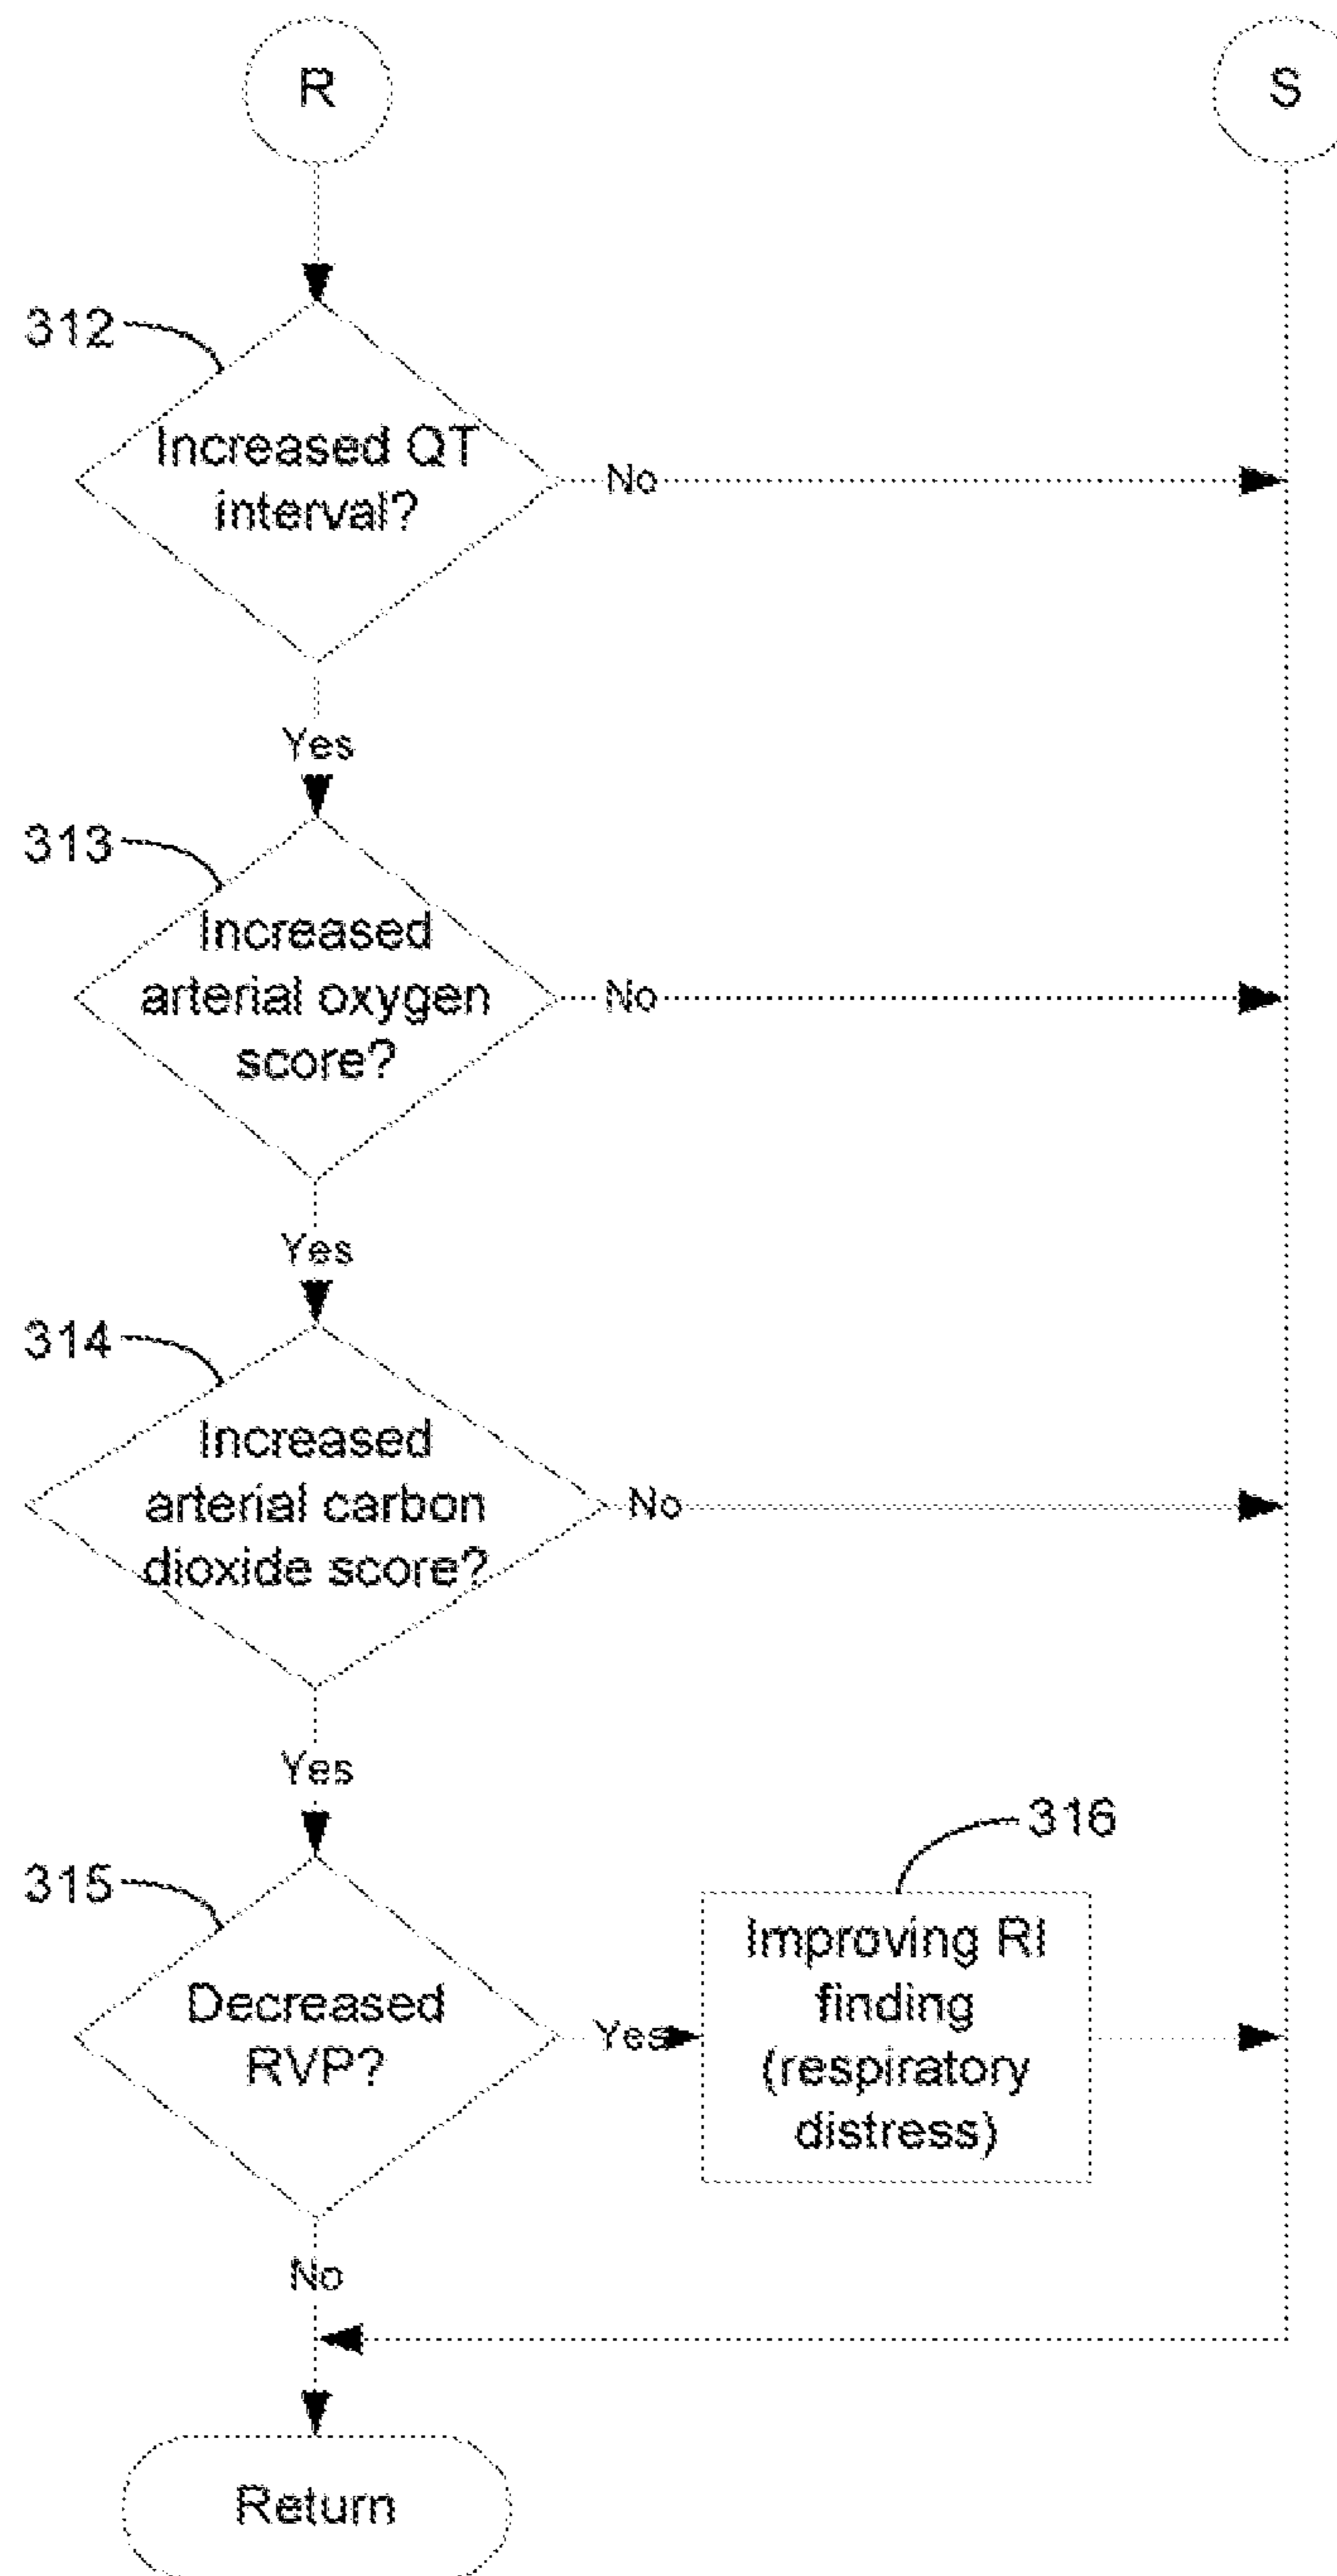 R
S
312
Increased QT
interval?
No
Yes
313
Increased
arterial oxygen
score?
No
Yes
314
Increased
arterial carbon
dioxide score?
No
Yes
315
Decreased
RVP?
Yes
316
Improving RI
finding
(respiratory
distress)
No
Return